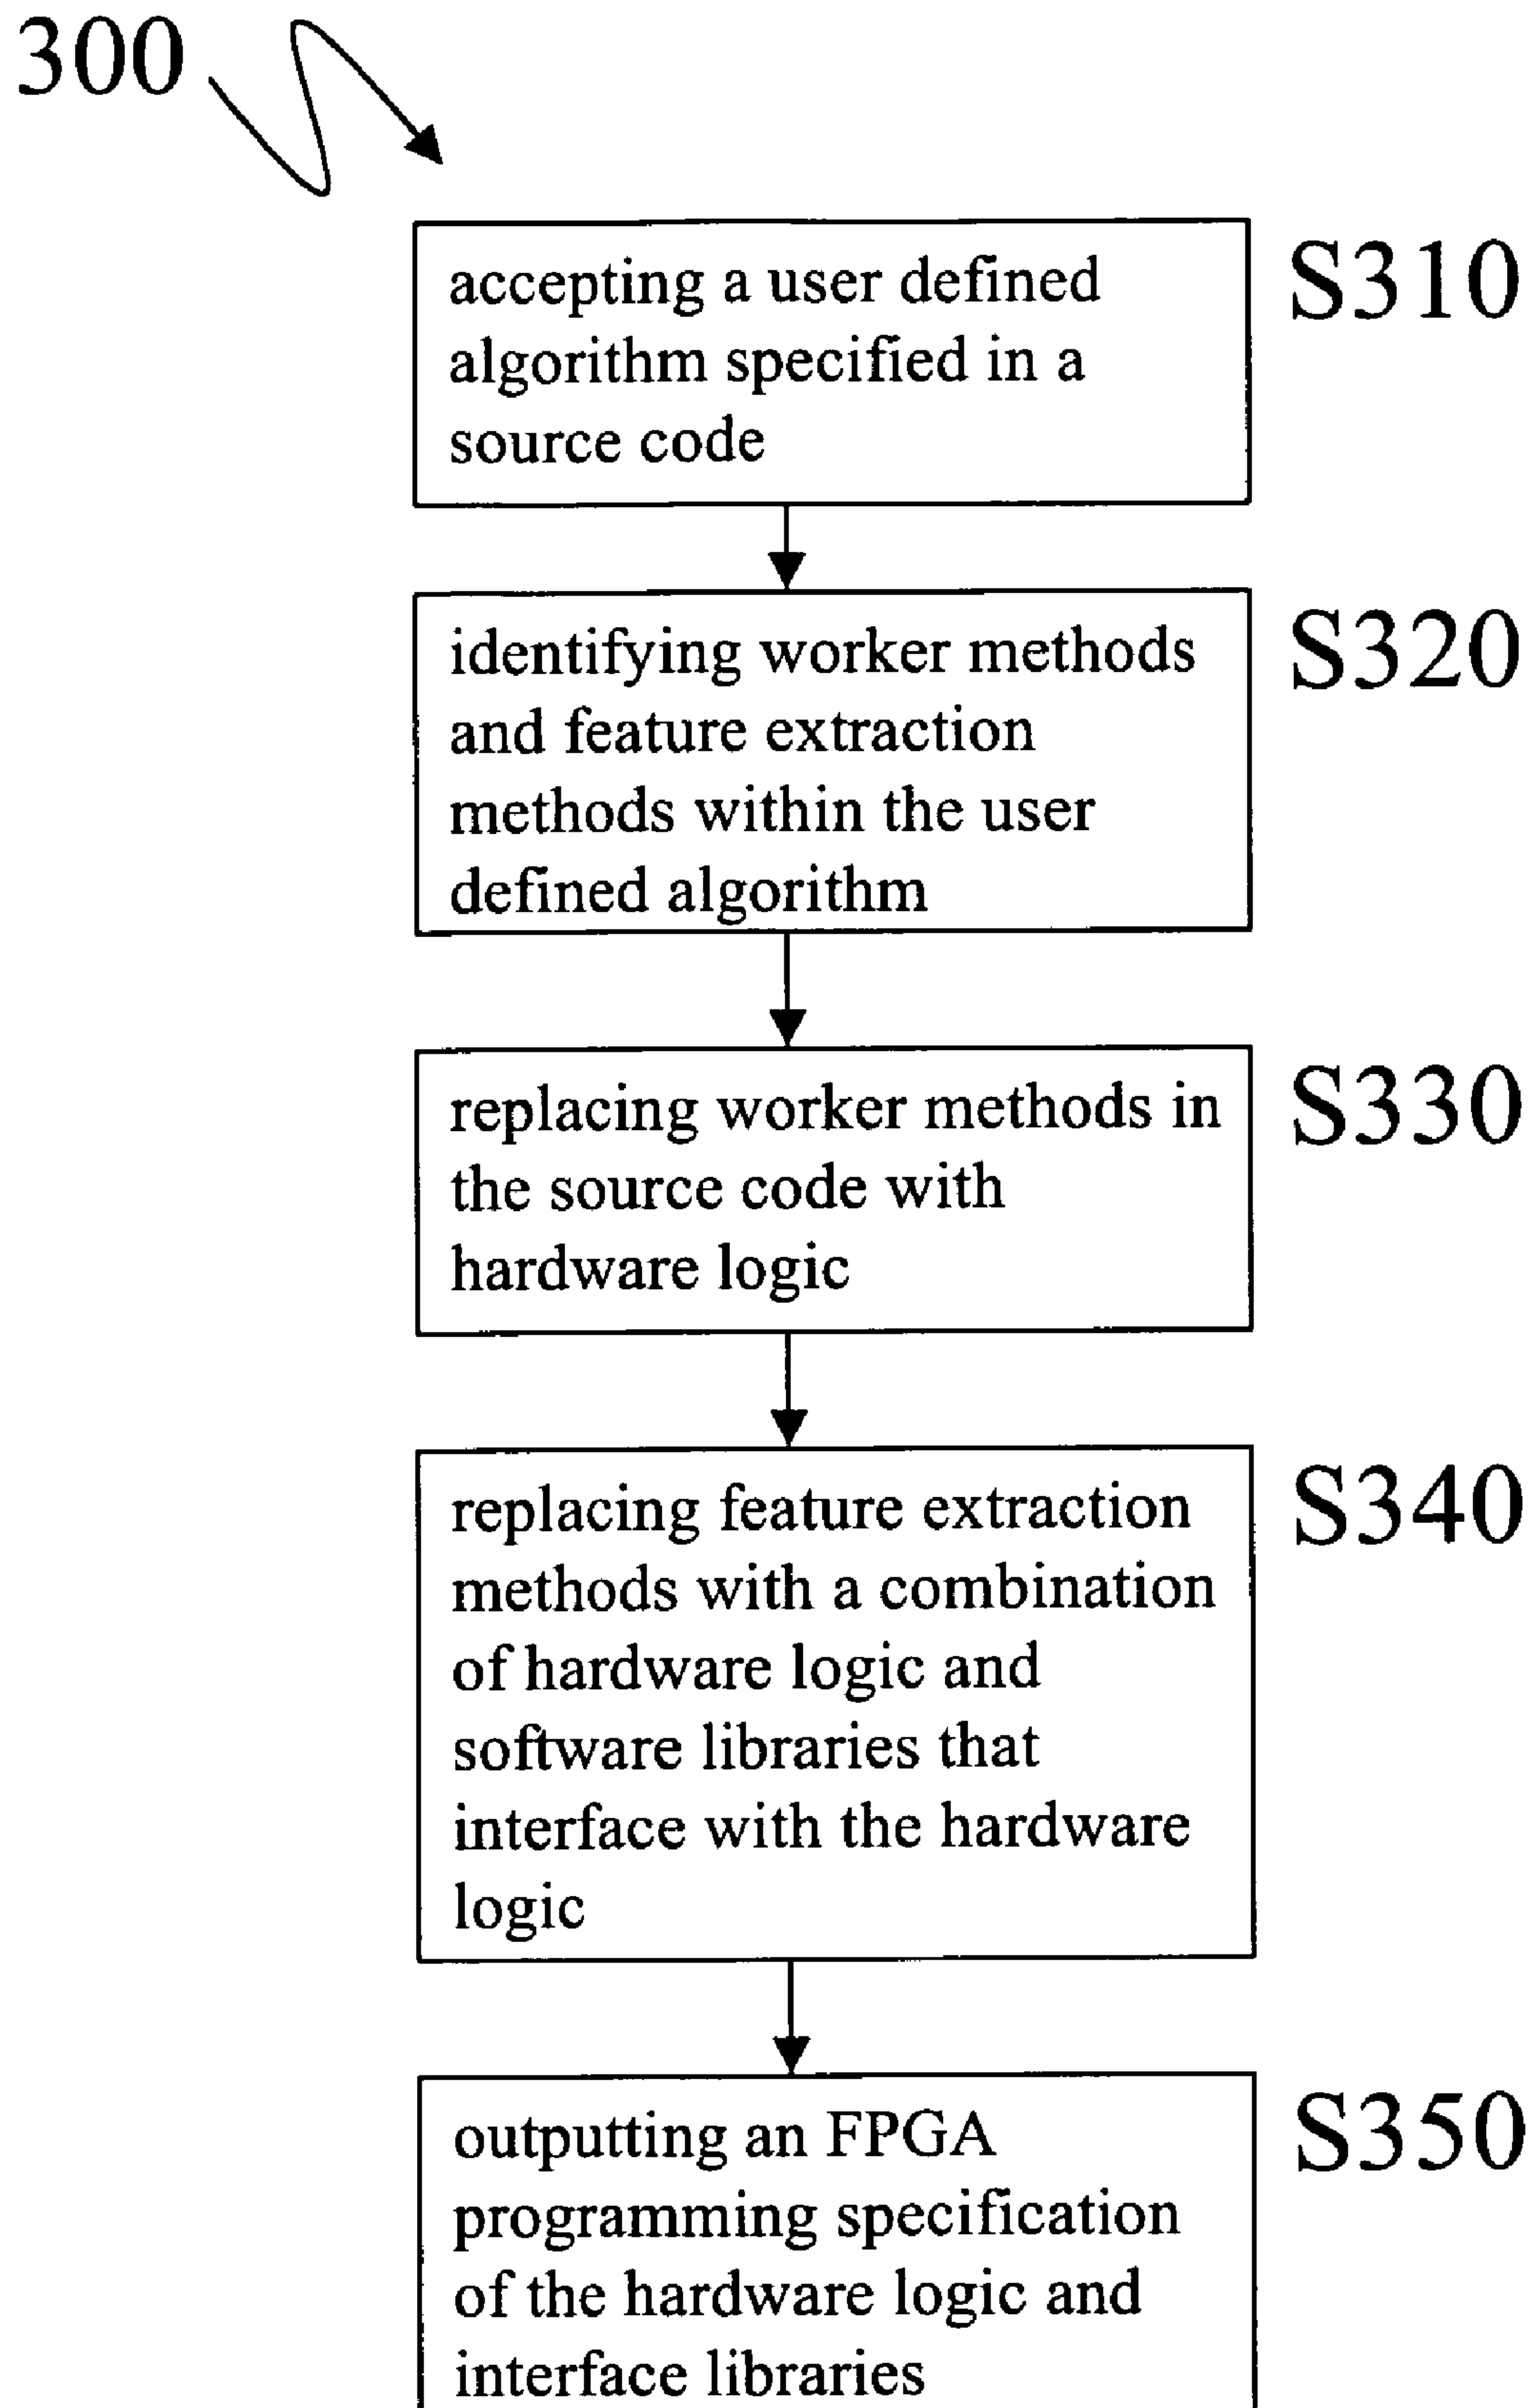 300
accepting a user defined
algorithm specified in a
source code
S310
identifying worker methods
and feature extraction
methods within the user
defined algorithm
S320
replacing worker methods in
the source code with
hardware logic
S330
replacing feature extraction
methods with a combination
of hardware logic and
software libraries that
interface with the hardware
logic
S340
outputting an FPGA
programming specification
of the hardware logic and
interface libraries
S350